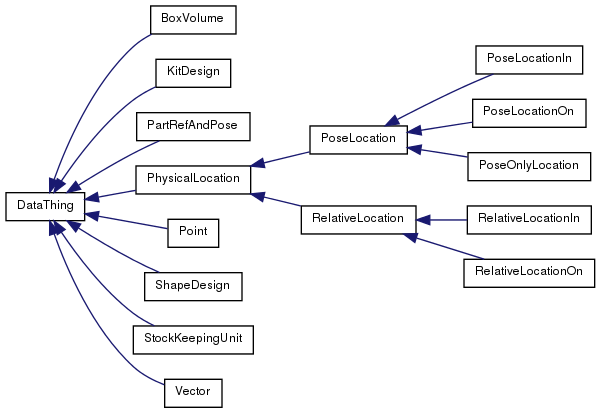 BoxVolume
KitDesign
PartRefAndPose
PhysicalLocation
DataThing
Point
ShapeDesign
StockKeepingUnit
Vector
PoseLocation
RelativeLocation
PoseLocationIn
PoseLocationOn
PoseOnlyLocation
RelativeLocationIn
RelativeLocationOn